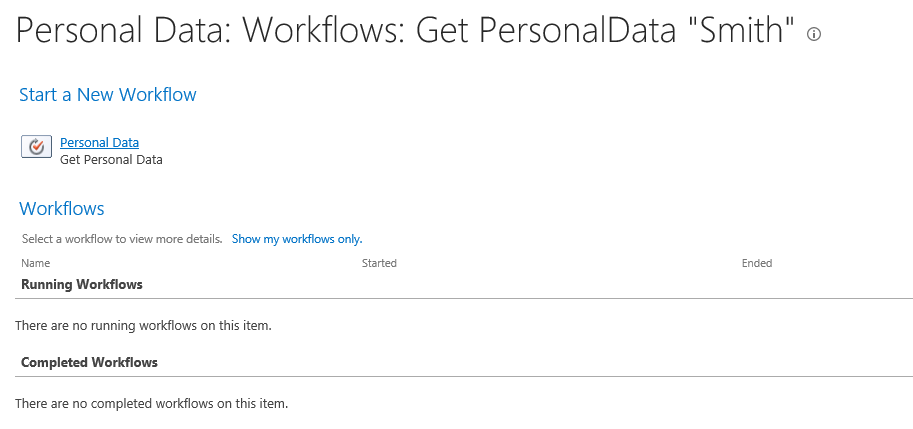 Personal Data: Workflows: Get PersonalData "Smith"
Start a New Workflow
Personal Data
Get Personal Data
Workflows
Select a workflow to view more details. Show my workflows only.
Name Started Ended
Running Workflows
There are no running workflows on this item.
Completed Workflows
There are no completed workflows on this item.